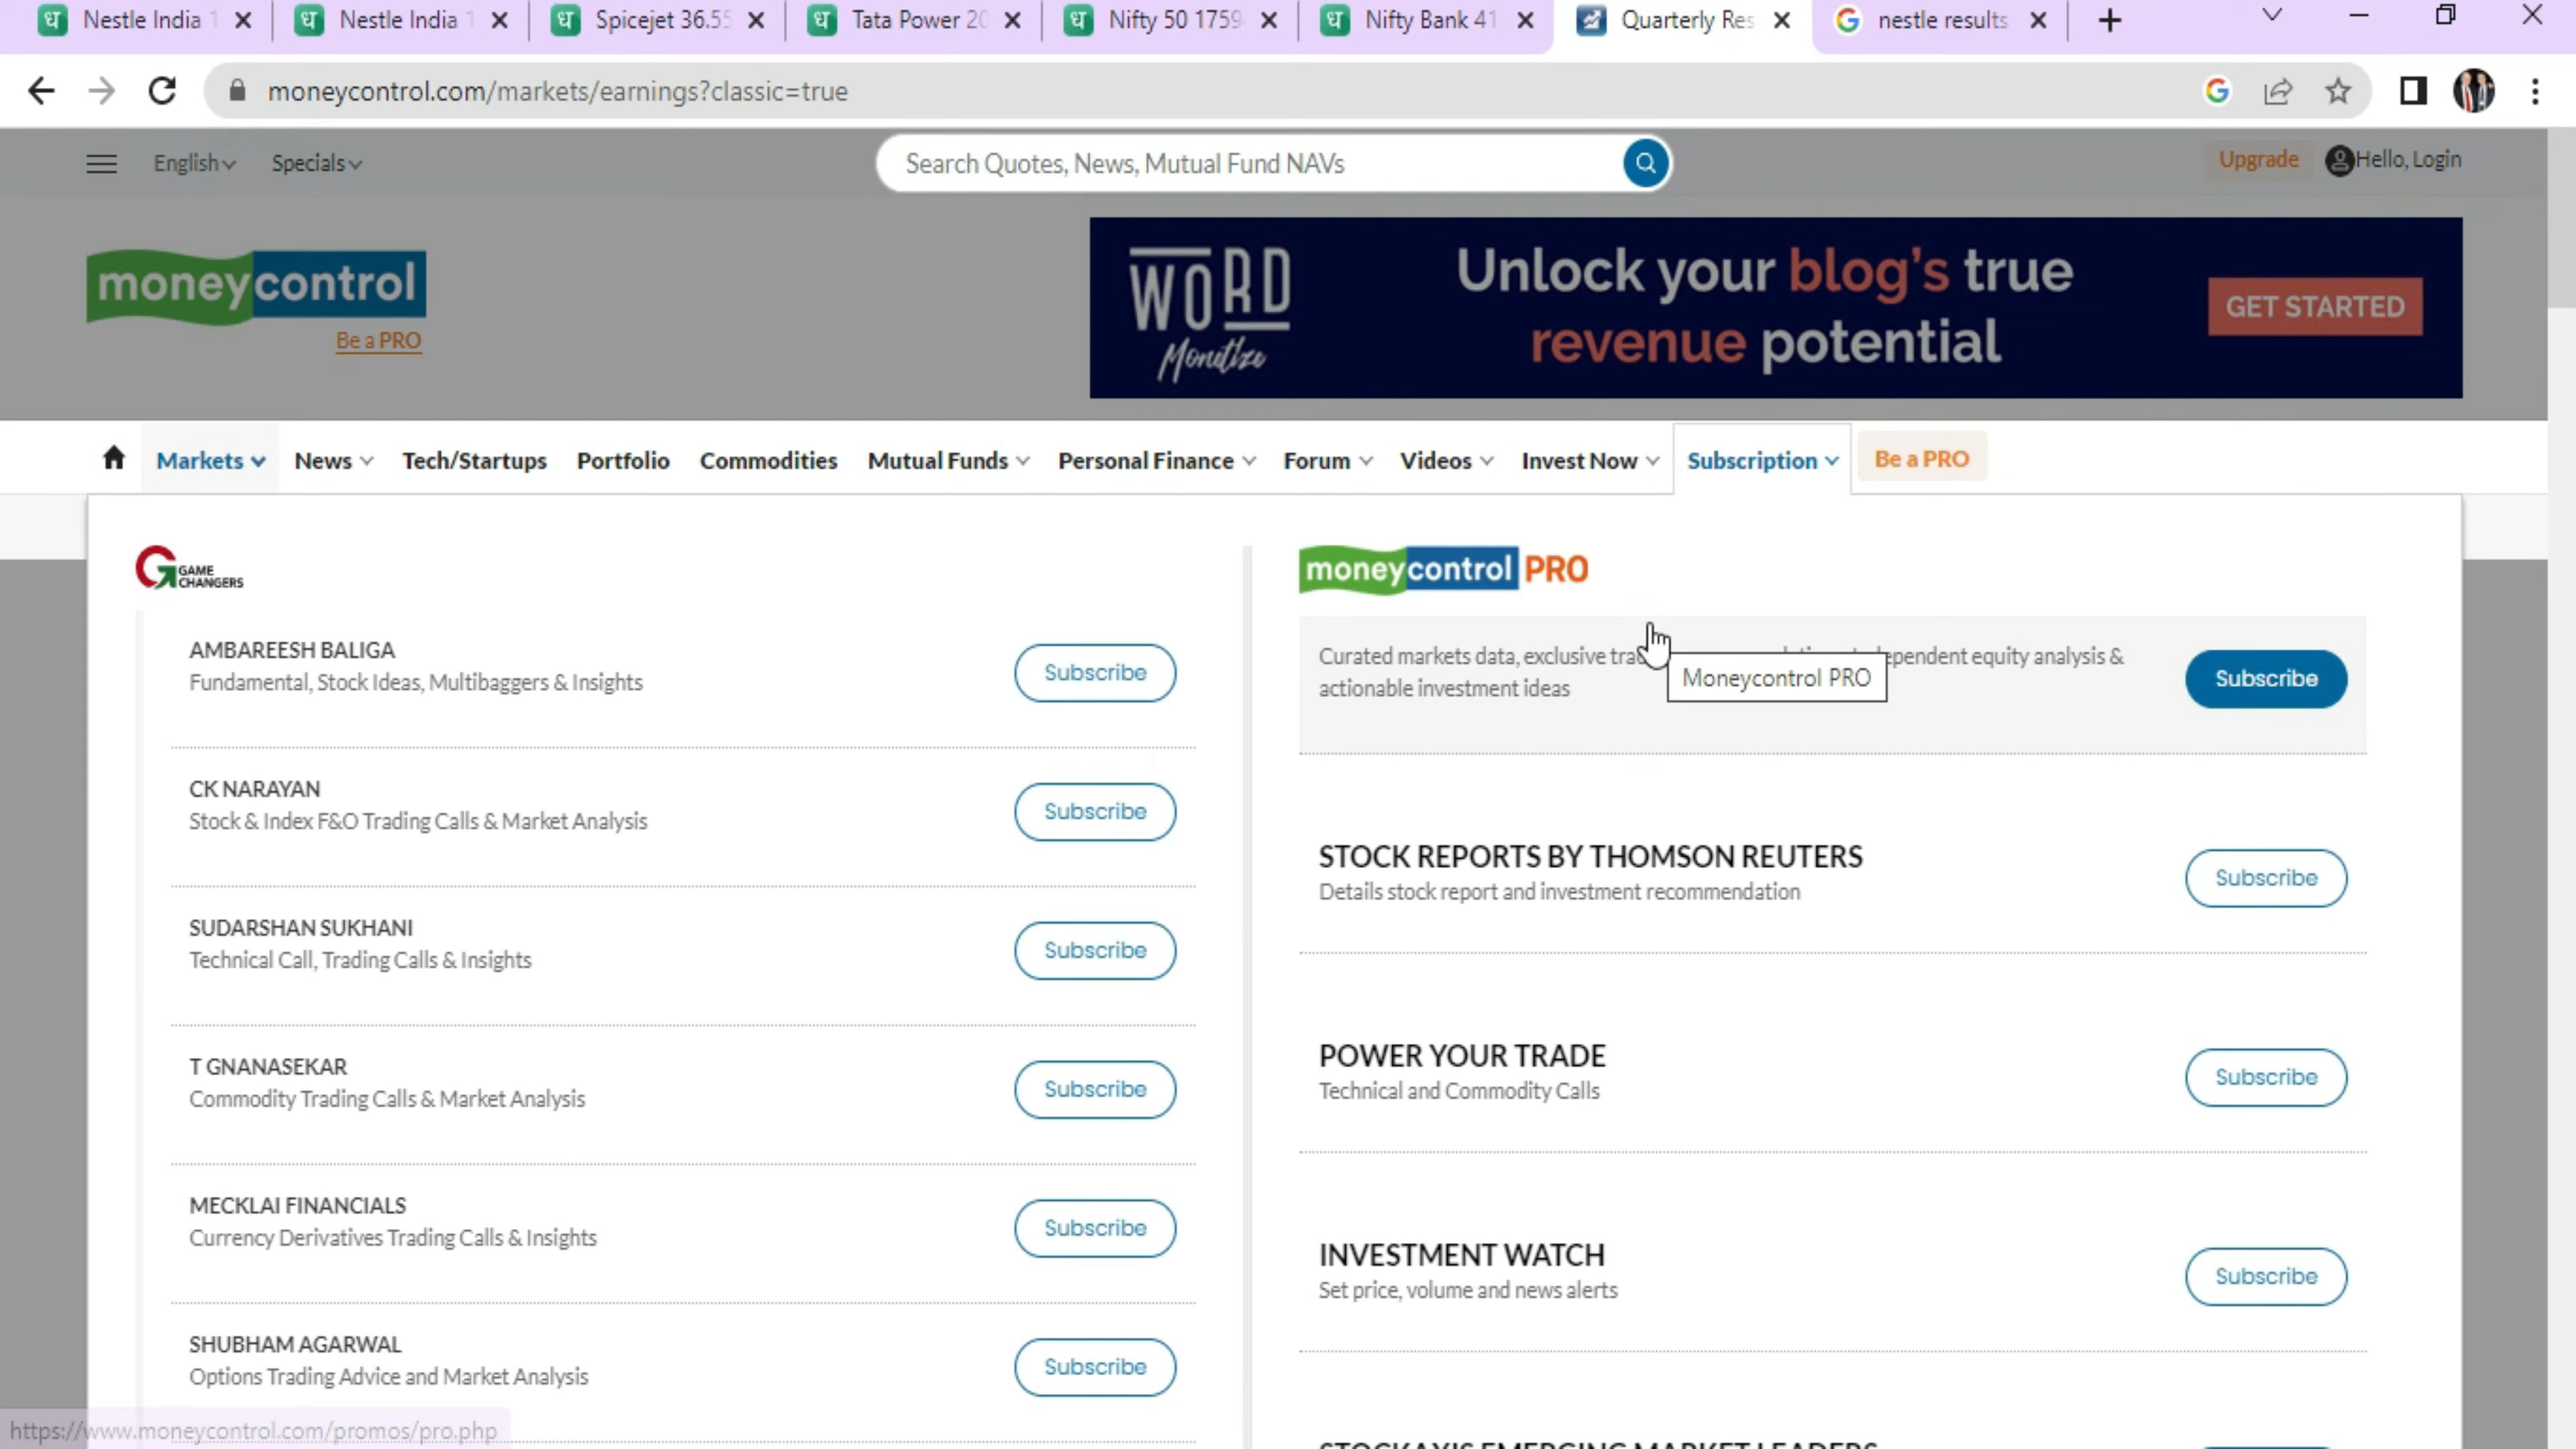 Nestle India 1
Nestle India 1
Spicejet 36.55
Tata Power 20
Nifty 50 1759
Nifty Bank 41
Quarterly Res
nestle results
moneycontrol.com/markets/earnings?classic=true
English
Specials
Search Quotes, News, Mutual Fund NAVs
Upgrade
Hello, Login
moneycontrol
Be a PRO
WORD
Monetize
Unlock your blog's true
revenue potential
GET STARTED
Markets
News
Tech/Startups
Portfolio
Commodities
Mutual Funds
Personal Finance
Forum
Videos
Invest Now
Subscription
Be a PRO
GAME
CHANGERS
AMBAREESH BALIGA
Fundamental, Stock Ideas, Multibaggers & Insights
Subscribe
CK NARAYAN
Stock & Index F&O Trading Calls & Market Analysis
Subscribe
SUDARSHAN SUKHANI
Technical Call, Trading Calls & Insights
Subscribe
T GNANASEKAR
Commodity Trading Calls & Market Analysis
Subscribe
MECKLAI FINANCIALS
Currency Derivatives Trading Calls & Insights
Subscribe
SHUBHAM AGARWAL
Options Trading Advice and Market Analysis
Subscribe
moneycontrol PRO
Curated markets data, exclusive equity analysis &
actionable investment ideas
Moneycontrol PRO
Subscribe
STOCK REPORTS BY THOMSON REUTERS
Details stock report and investment recommendation
Subscribe
POWER YOUR TRADE
Technical and Commodity Calls
Subscribe
INVESTMENT WATCH
Set price, volume and news alerts
Subscribe
STOCKAXIS EMERGING MARKET LEADERS
https://www.moneycontrol.com/promos/pro.php